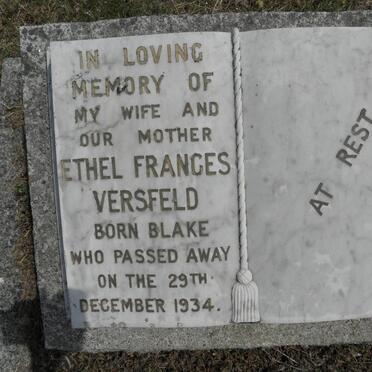 IN LOVING
MEMORY OF
MY WIFE AND
OUR MOTHER
ETHEL FRANCES
VERSFELD
BORN BLAKE
WHO PASSED AWAY
ON THE 29TH
DECEMBER 1934.
AT REST